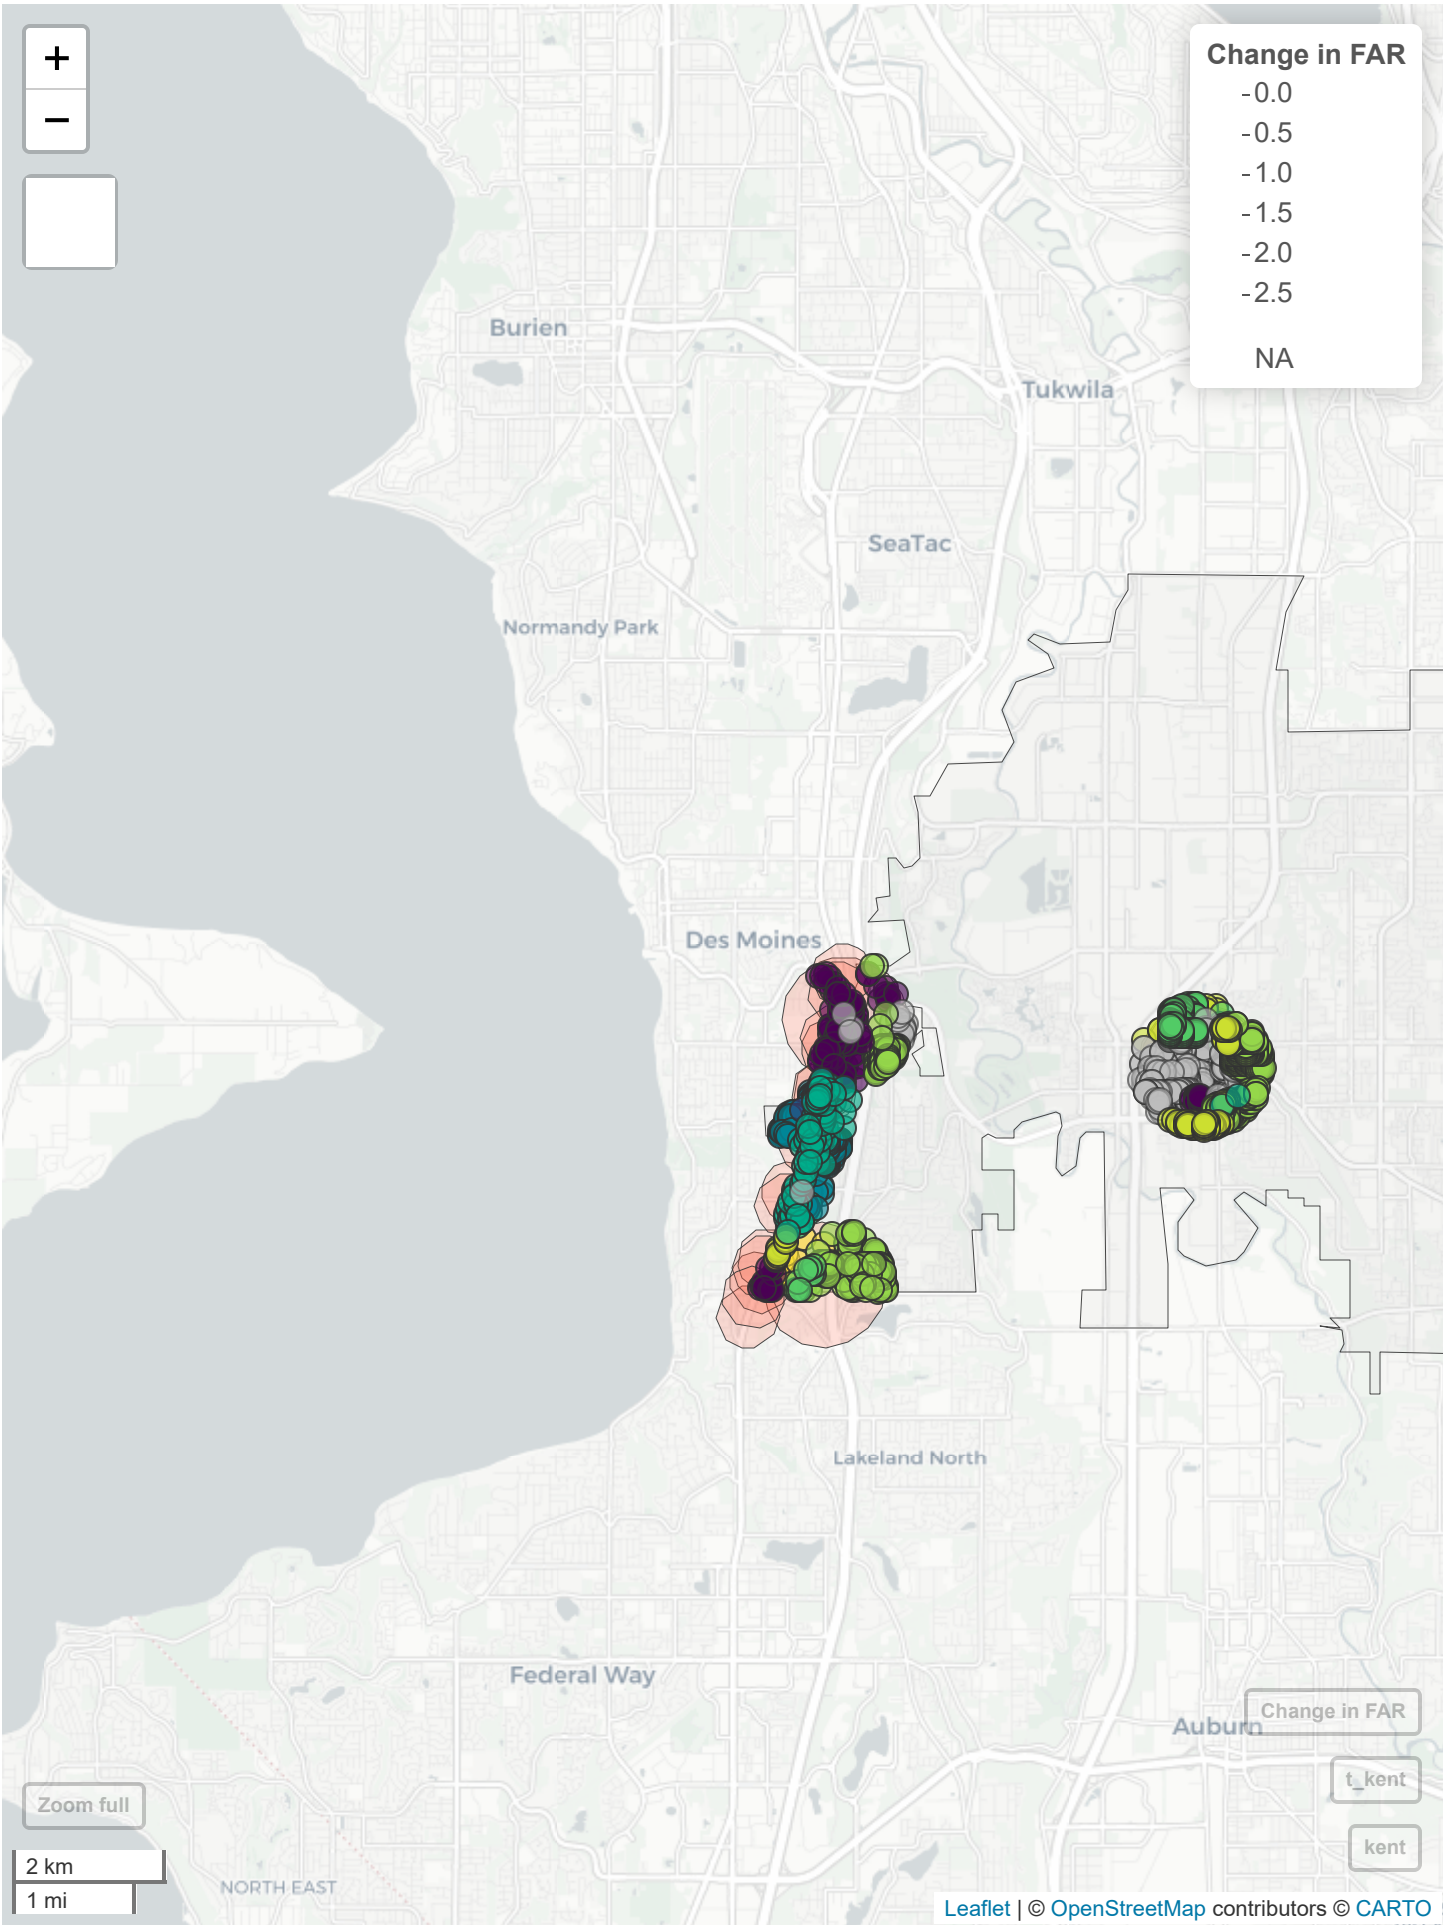 +
−
Change in FAR
-0.0
-0.5
-1.0
-1.5
-2.0
-2.5
NA
Burien
Tukwila
SeaTac
Normandy Park
Des Moines
Lakeland North
Federal Way
Auburn
Change in FAR
t_kent
kent
Zoom full
2 km
1 mi
NORTH EAST
Leaflet | © OpenStreetMap contributors © CARTO